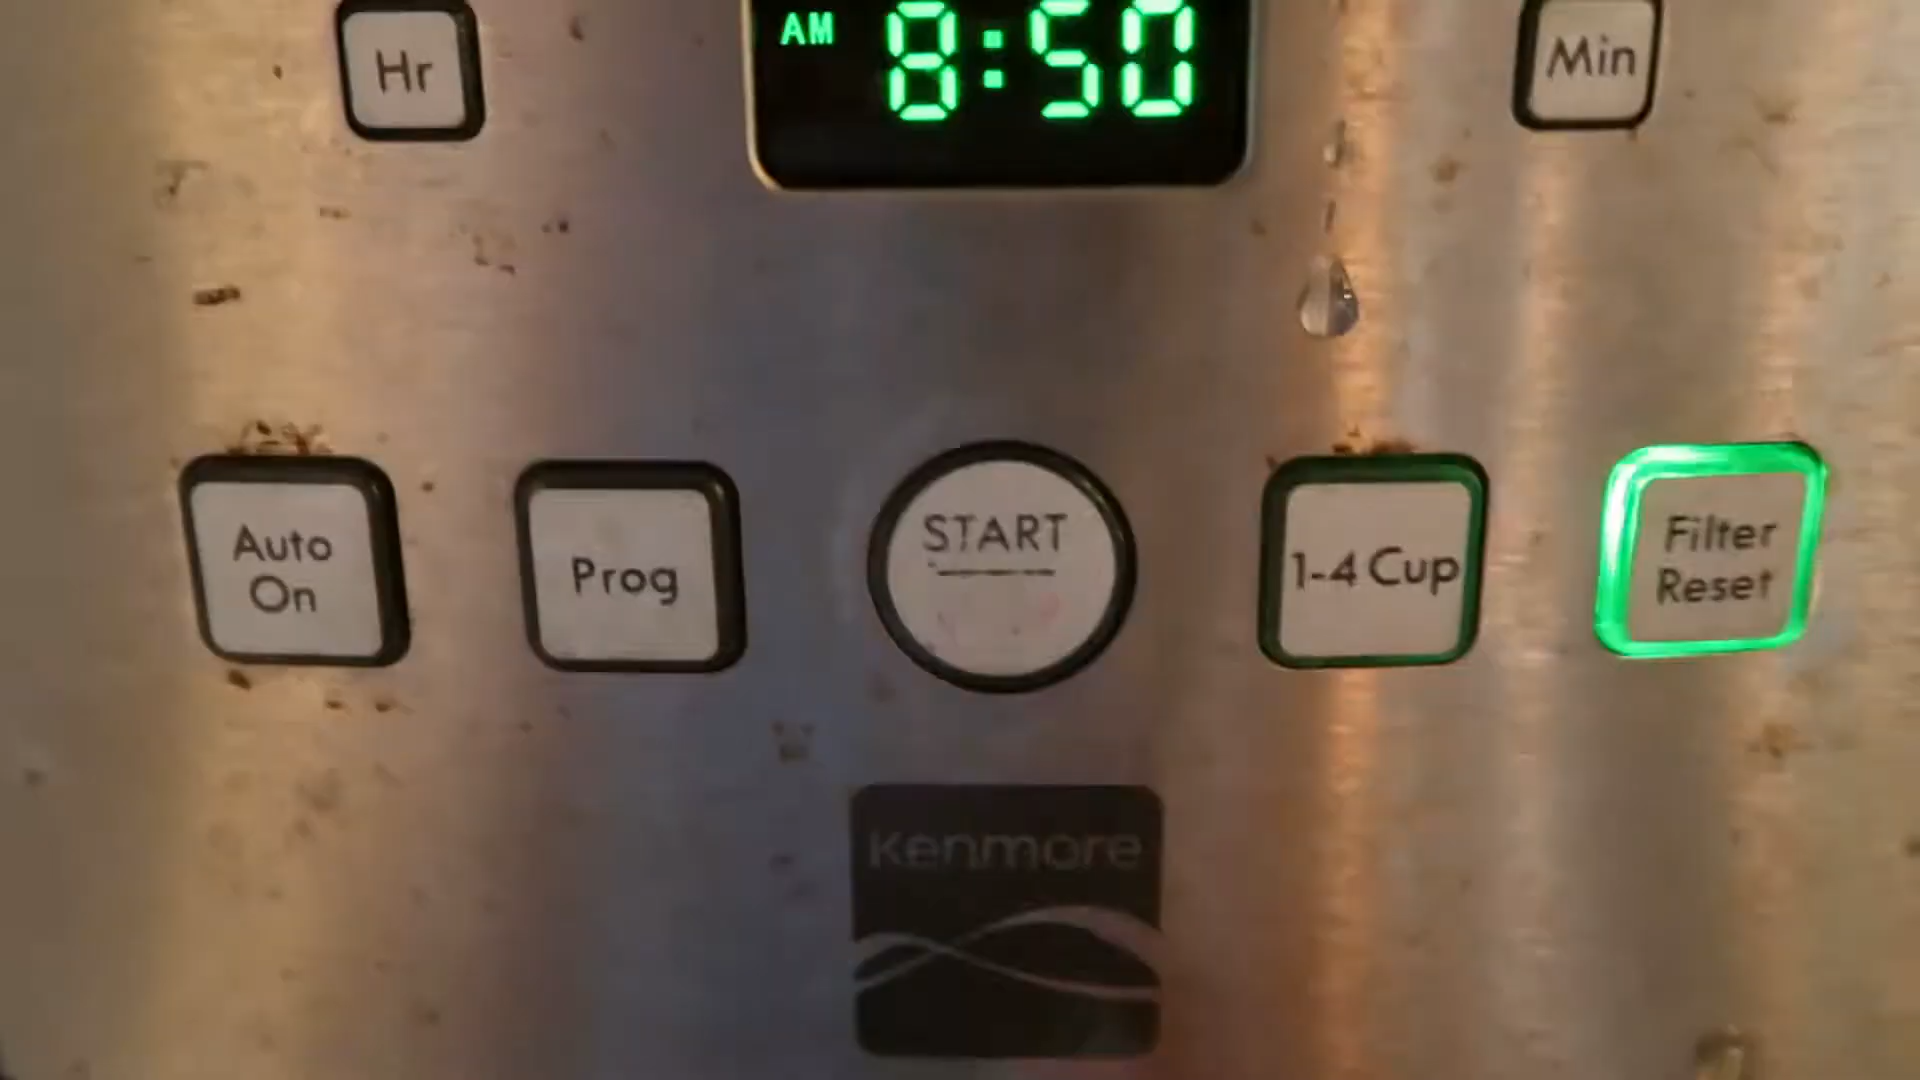 Hr
AM 8:50
Min
Auto
On
Prog
START
1-4 Cup
Filter
Reset
Kenmore